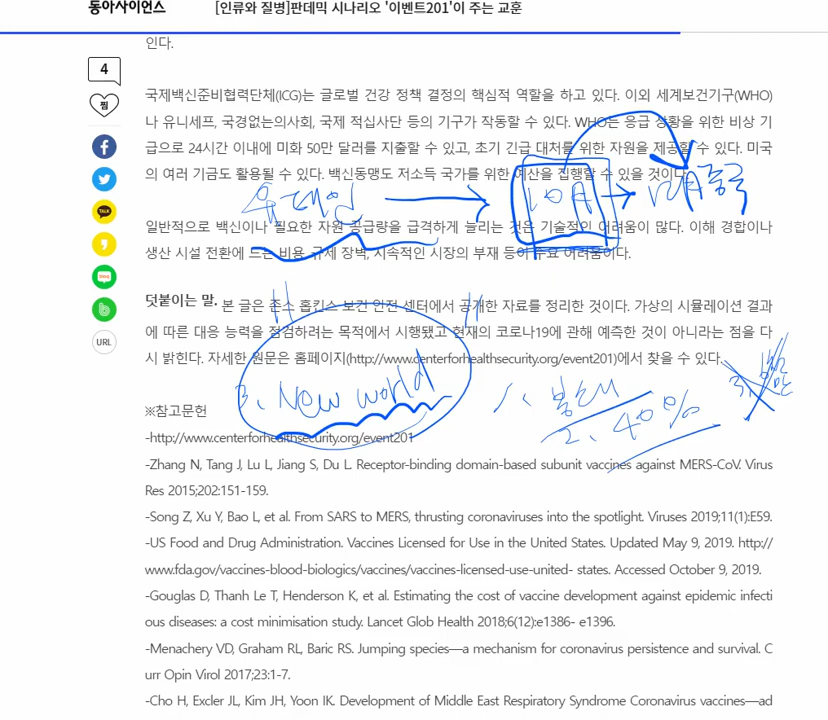 동아사이언스
[인류와 질병]판데믹 시나리오 '이벤트201'이 주는 교훈
인다.
4
찜
국제백신준비협력단체(ICG)는 글로벌 건강 정책 결정의 핵심적 역할을 하고 있다. 이외 세계보건기구(WHO)
나 유니세프, 국경없는의사회, 국제 적십사단 등의 기구가 작동할 수 있다. WHO는 응급 상황을 위한 비상 기
급으로 24시간 이내에 미화 50만 달러를 지출할 수 있고, 초기 긴급 대처를 위한 자원을 제공할 수 있다. 미국
의 여러 기금도 활용될 수 있다. 백신동맹도 저소득 국가를 위한 예산을 집행할 수 있을 것이다.
중국
일반적으로 백신이나 필요한 자원 공급량을 급격하게 늘리는 것은 기술적인 어려움이 많다. 이해 경합이나
생산 시설 전환에 드는 비용, 규제 장벽, 지속적인 시장의 부재 등이 주요 어려움이다.
TALK
URL
덧붙이는 말. 본 글은 존스 홉킨스 보건 안전 센터에서 공개한 자료를 정리한 것이다. 가상의 시뮬레이션 결과
에 따른 대응 능력을 점검하려는 목적에서 시행됐고 현재의 코로나19에 관해 예측한 것이 아니라는 점을 다
시 밝힌다. 자세한 원문은 홈페이지(http://www.centerforhealthsecurity.org/event201)에서 찾을 수 있다.
3. New world
1. 봉쇄
2. 40%
※참고문헌
-http://www.centerforhealthsecurity.org/event201
-Zhang N, Tang J, Lu L, Jiang S, Du L. Receptor-binding domain-based subunit vaccines against MERS-CoV. Virus
Res 2015;202:151-159.
-Song Z, Xu Y, Bao L, et al. From SARS to MERS, thrusting coronaviruses into the spotlight. Viruses 2019;11(1):E59.
-US Food and Drug Administration. Vaccines Licensed for Use in the United States. Updated May 9, 2019. http://
www.fda.gov/vaccines-blood-biologics/vaccines/vaccines-licensed-use-united- states. Accessed October 9, 2019.
-Gouglas D, Thanh Le T, Henderson K, et al. Estimating the cost of vaccine development against epidemic infecti
ous diseases: a cost minimisation study. Lancet Glob Health 2018;6(12):e1386- e1396.
-Menachery VD, Graham RL, Baric RS. Jumping species—a mechanism for coronavirus persistence and survival. C
urr Opin Virol 2017;23:1-7.
-Cho H, Excler JL, Kim JH, Yoon IK. Development of Middle East Respiratory Syndrome Coronavirus vaccines—ad